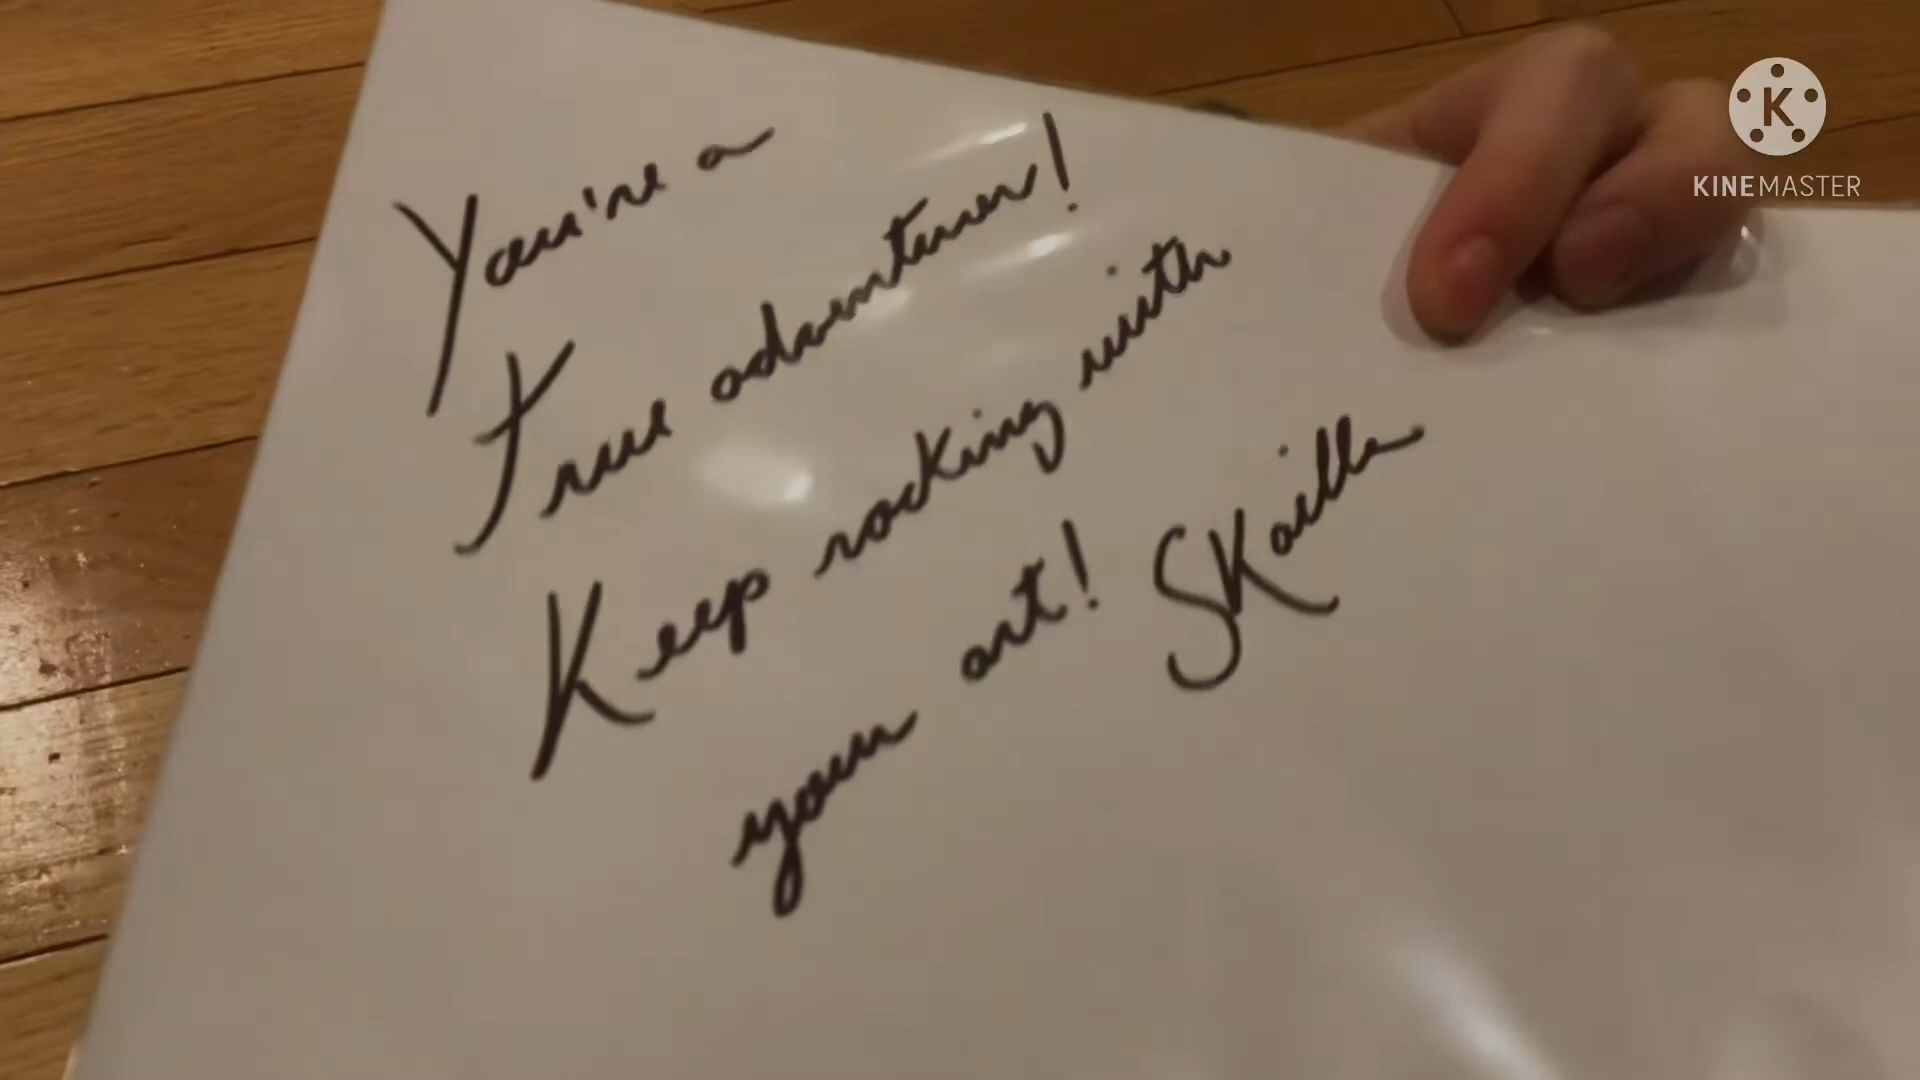 You're a
True adventurer!
Keep rocking with
your art! SKaille
K
KINEMASTER